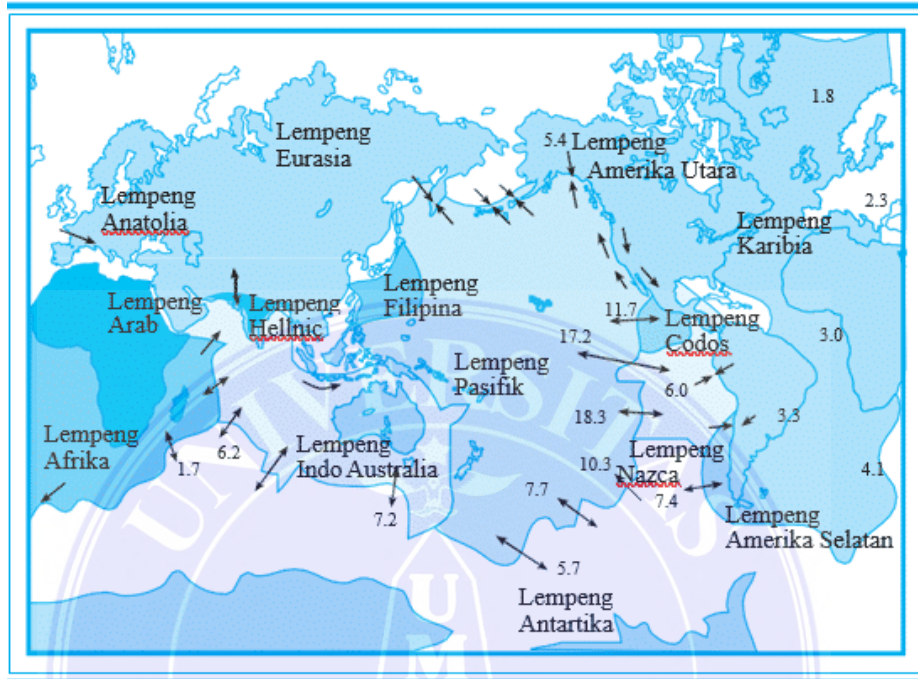 1.8
Lempeng
Eurasia
5.4
Lempeng
Amerika Utara
Lempeng
Anatolia
2.3
Lempeng
Karibia
Lempeng
Arab
Lempeng
Hellnic
Lempeng
Filipina
11.7
Lempeng
Codos
17.2
3.0
Lempeng
Pasifik
6.0
18.3
3.3
Lempeng
Afrika
1.7
6.2
Lempeng
Indo Australia
7.2
10.3
Lempeng
Nazca
7.4
7.7
4.1
Lempeng
Amerika Selatan
5.7
Lempeng
Antartika
UNIVERSITAS
U
M